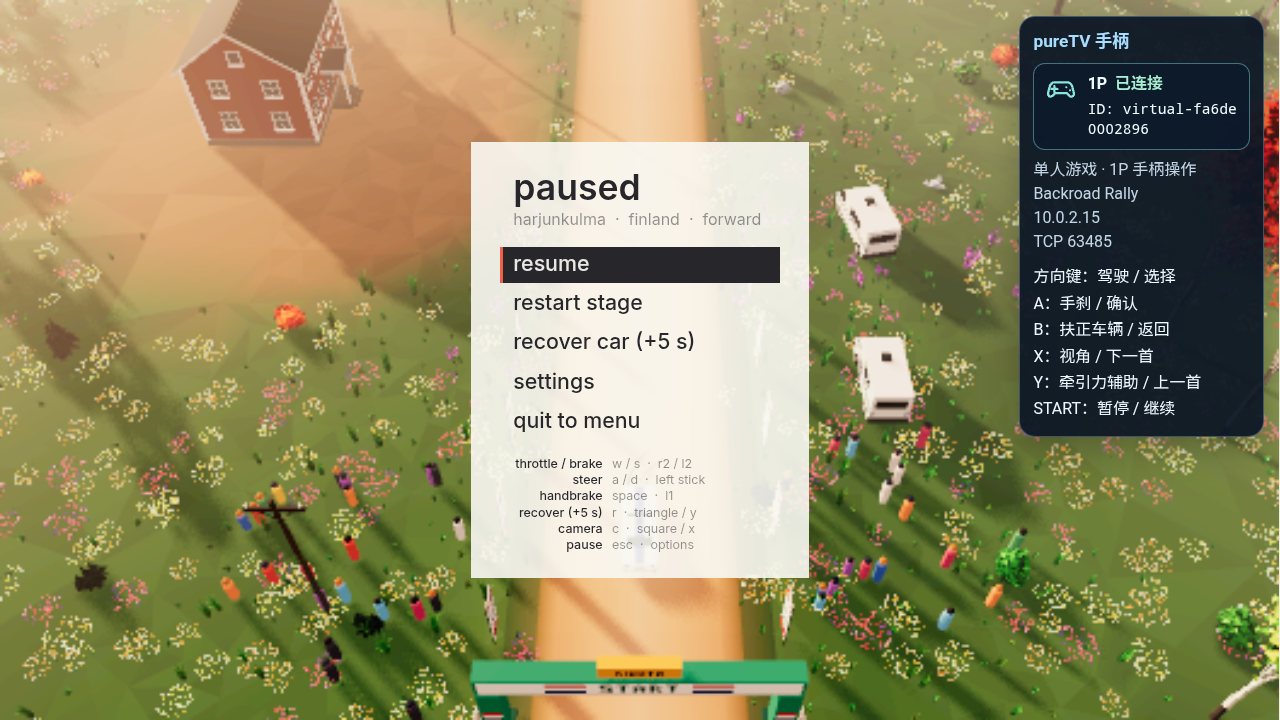 paused
harjunkulma · finland · forward
resume
restart stage
recover car (+5 s)
settings
quit to menu
throttle / brake w / s · r2 / l2
steer a / d · left stick
handbrake space · l1
recover (+5 s) r · triangle / y
camera c · square / x
pause esc · options
START
pureTV 手柄
1P 已连接
ID: virtual-fa6de
0002896
单人游戏 · 1P 手柄操作
Backroad Rally
10.0.2.15
TCP 63485
方向键：驾驶 / 选择
A：手刹 / 确认
B：扶正车辆 / 返回
X：视角 / 下一首
Y：牵引力辅助 / 上一首
START：暂停 / 继续